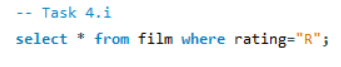 -- Task 4.i
select * from film where rating="R";